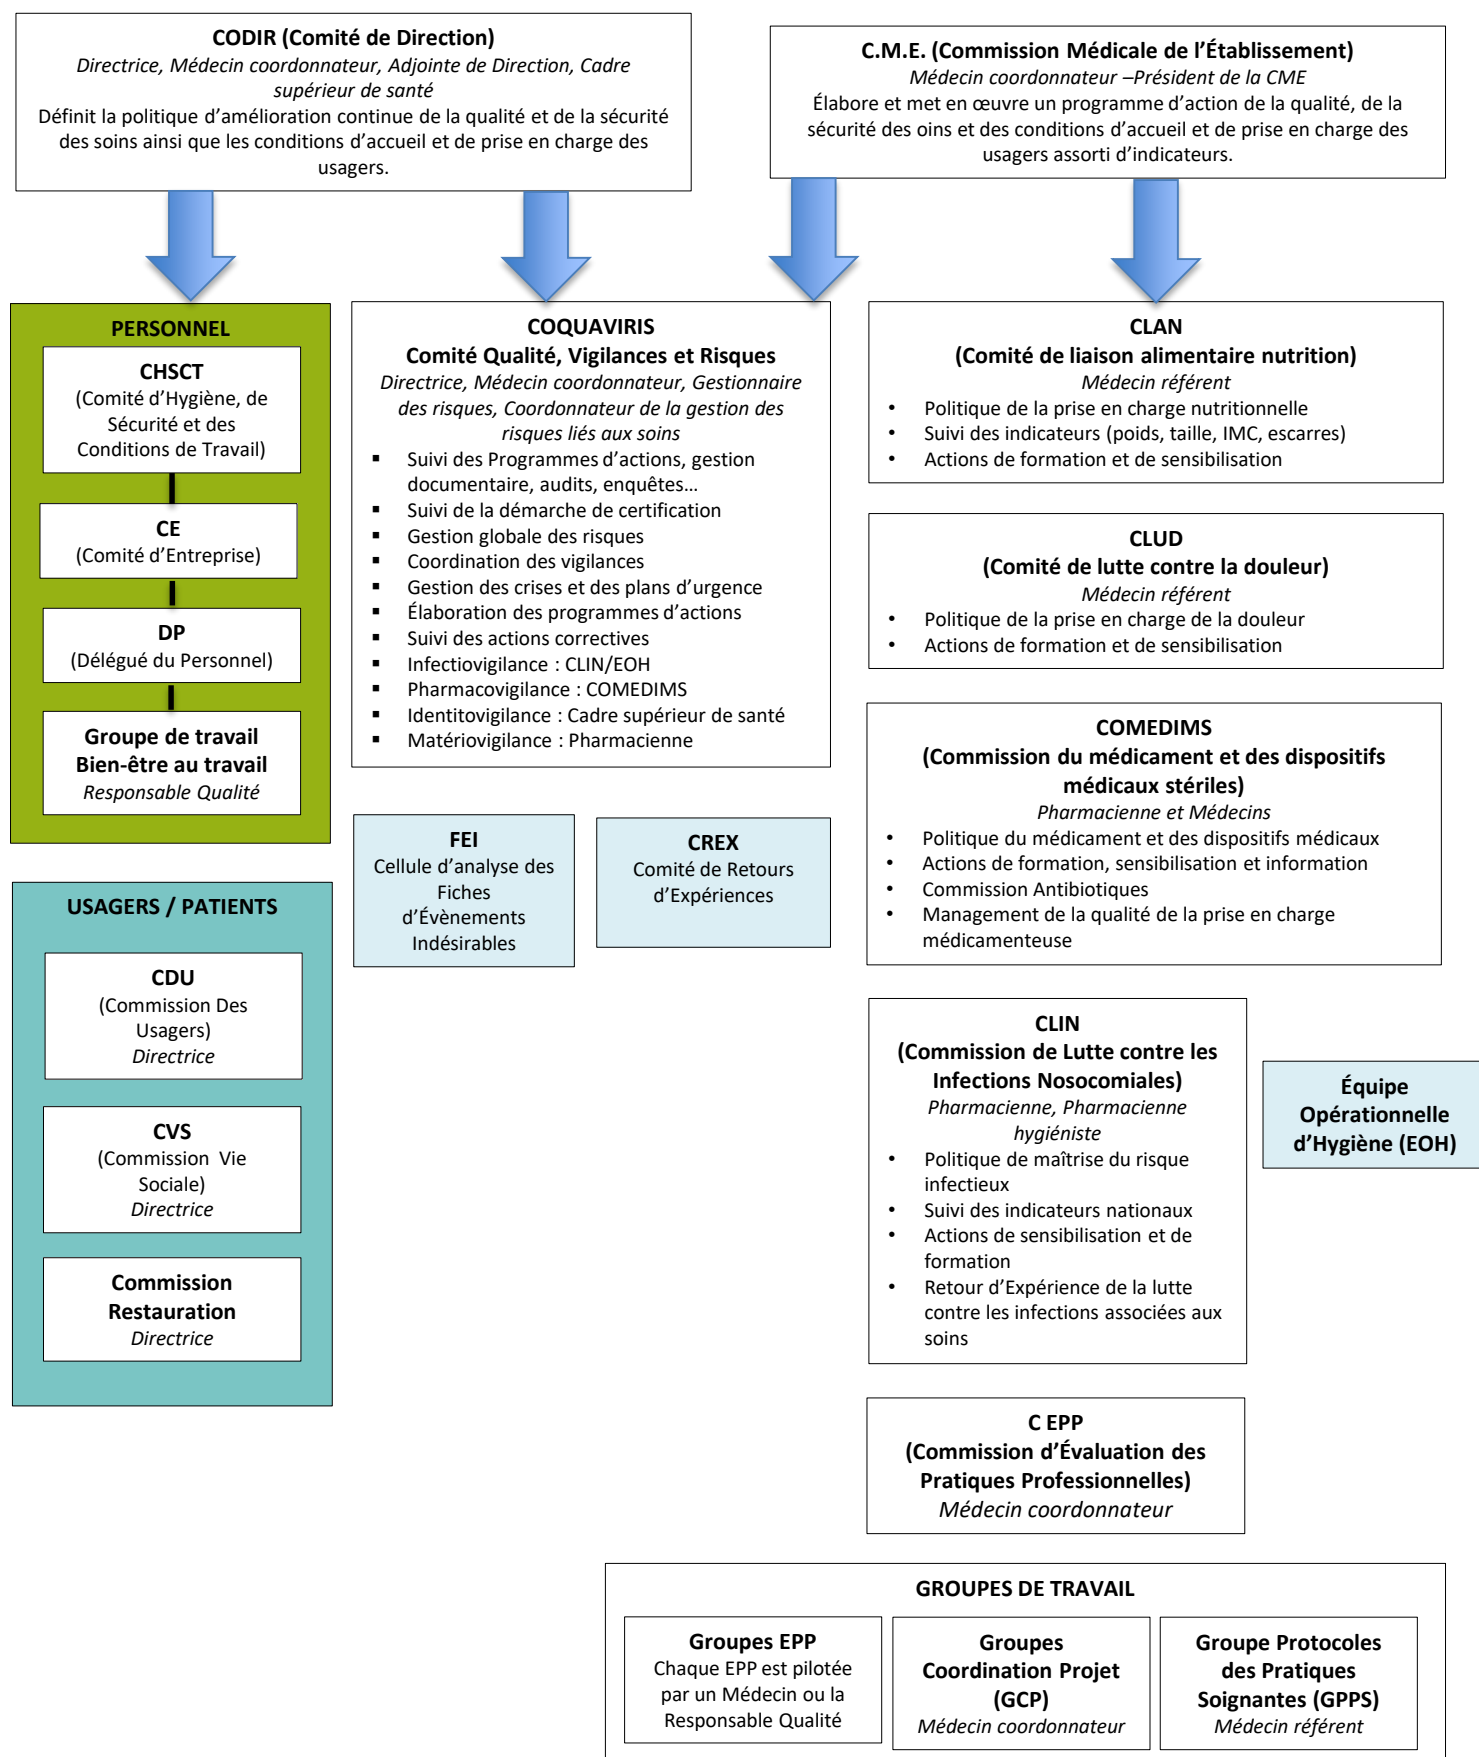 CODIR (Comité de Direction)
Directrice, Médecin coordonnateur, Adjointe de Direction, Cadre
supérieur de santé
Définit la politique d’amélioration continue de la qualité et de la sécurité
des soins ainsi que les conditions d’accueil et de prise en charge des
usagers.
C.M.E. (Commission Médicale de l’Établissement)
Médecin coordonnateur –Président de la CME
Élabore et met en œuvre un programme d’action de la qualité, de la
sécurité des oins et des conditions d’accueil et de prise en charge des
usagers assorti d’indicateurs.
PERSONNEL
CHSCT
(Comité d’Hygiène, de
Sécurité et des
Conditions de Travail)
CE
(Comité d’Entreprise)
DP
(Délégué du Personnel)
Groupe de travail
Bien-être au travail
Responsable Qualité
USAGERS / PATIENTS
CDU
(Commission Des
Usagers)
Directrice
CVS
(Commission Vie
Sociale)
Directrice
Commission
Restauration
Directrice
COQUAVIRIS
Comité Qualité, Vigilances et Risques
Directrice, Médecin coordonnateur, Gestionnaire
des risques, Coordonnateur de la gestion des
risques liés aux soins
▪ Suivi des Programmes d’actions, gestion
documentaire, audits, enquêtes…
▪ Suivi de la démarche de certification
▪ Gestion globale des risques
▪ Coordination des vigilances
▪ Gestion des crises et des plans d’urgence
▪ Élaboration des programmes d’actions
▪ Suivi des actions correctives
▪ Infectiovigilance : CLIN/EOH
▪ Pharmacovigilance : COMEDIMS
▪ Identitovigilance : Cadre supérieur de santé
▪ Matériovigilance : Pharmacienne
FEI
Cellule d’analyse des
Fiches
d’Évènements
Indésirables
CREX
Comité de Retours
d’Expériences
CLAN
(Comité de liaison alimentaire nutrition)
Médecin référent
• Politique de la prise en charge nutritionnelle
• Suivi des indicateurs (poids, taille, IMC, escarres)
• Actions de formation et de sensibilisation
CLUD
(Comité de lutte contre la douleur)
Médecin référent
• Politique de la prise en charge de la douleur
• Actions de formation et de sensibilisation
COMEDIMS
(Commission du médicament et des dispositifs
médicaux stériles)
Pharmacienne et Médecins
• Politique du médicament et des dispositifs médicaux
• Actions de formation, sensibilisation et information
• Commission Antibiotiques
• Management de la qualité de la prise en charge
médicamenteuse
CLIN
(Commission de Lutte contre les
Infections Nosocomiales)
Pharmacienne, Pharmacienne
hygiéniste
• Politique de maîtrise du risque
infectieux
• Suivi des indicateurs nationaux
• Actions de sensibilisation et de
formation
• Retour d’Expérience de la lutte
contre les infections associées aux
soins
Équipe
Opérationnelle
d’Hygiène (EOH)
C EPP
(Commission d’Évaluation des
Pratiques Professionnelles)
Médecin coordonnateur
GROUPES DE TRAVAIL
Groupes EPP
Chaque EPP est pilotée
par un Médecin ou la
Responsable Qualité
Groupes
Coordination Projet
(GCP)
Médecin coordonnateur
Groupe Protocoles
des Pratiques
Soignantes (GPPS)
Médecin référent